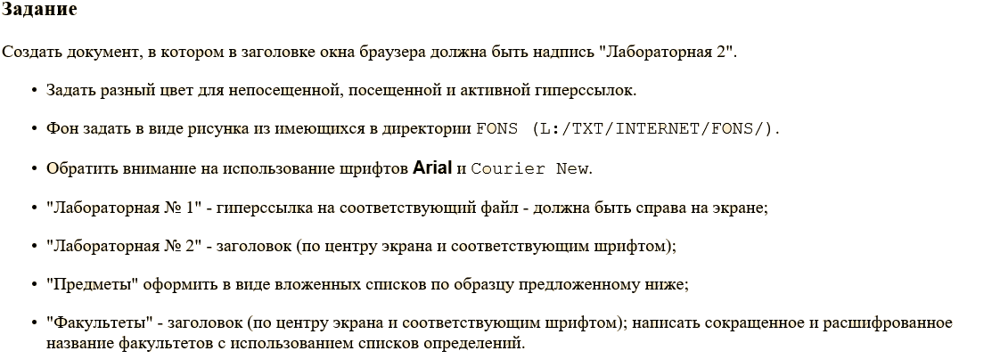 Задание
Создать документ, в котором в заголовке окна браузера должна быть надпись "Лабораторная 2".
• Задать разный цвет для непосещенной, посещенной и активной гиперссылок.
• Фон задать в виде рисунка из имеющихся в директории FONS (L:/TXT/INTERNET/FONS/).
• Обратить внимание на использование шрифтов Arial и Courier New.
• "Лабораторная № 1" - гиперссылка на соответствующий файл - должна быть справа на экране;
• "Лабораторная № 2" - заголовок (по центру экрана и соответствующим шрифтом);
• "Предметы" оформить в виде вложенных списков по образцу предложенному ниже;
• "Факультеты" - заголовок (по центру экрана и соответствующим шрифтом); написать сокращенное и расшифрованное
название факультетов с использованием списков определений.